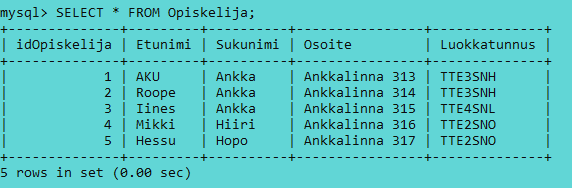 mysql> SELECT * FROM Opiskelija;
+--------------+---------+----------+----------------+--------------+
| idOpiskelija | Etunimi | Sukunimi | Osoite         | Luokkatunnus |
+--------------+---------+----------+----------------+--------------+
|            1 | AKU     | Ankka    | Ankkalinna 313 | TTE3SNH      |
|            2 | Roope   | Ankka    | Ankkalinna 314 | TTE3SNH      |
|            3 | Iines   | Ankka    | Ankkalinna 315 | TTE4SNL      |
|            4 | Mikki   | Hiiri    | Ankkalinna 316 | TTE2SNO      |
|            5 | Hessu   | Hopo     | Ankkalinna 317 | TTE2SNO      |
+--------------+---------+----------+----------------+--------------+
5 rows in set (0.00 sec)